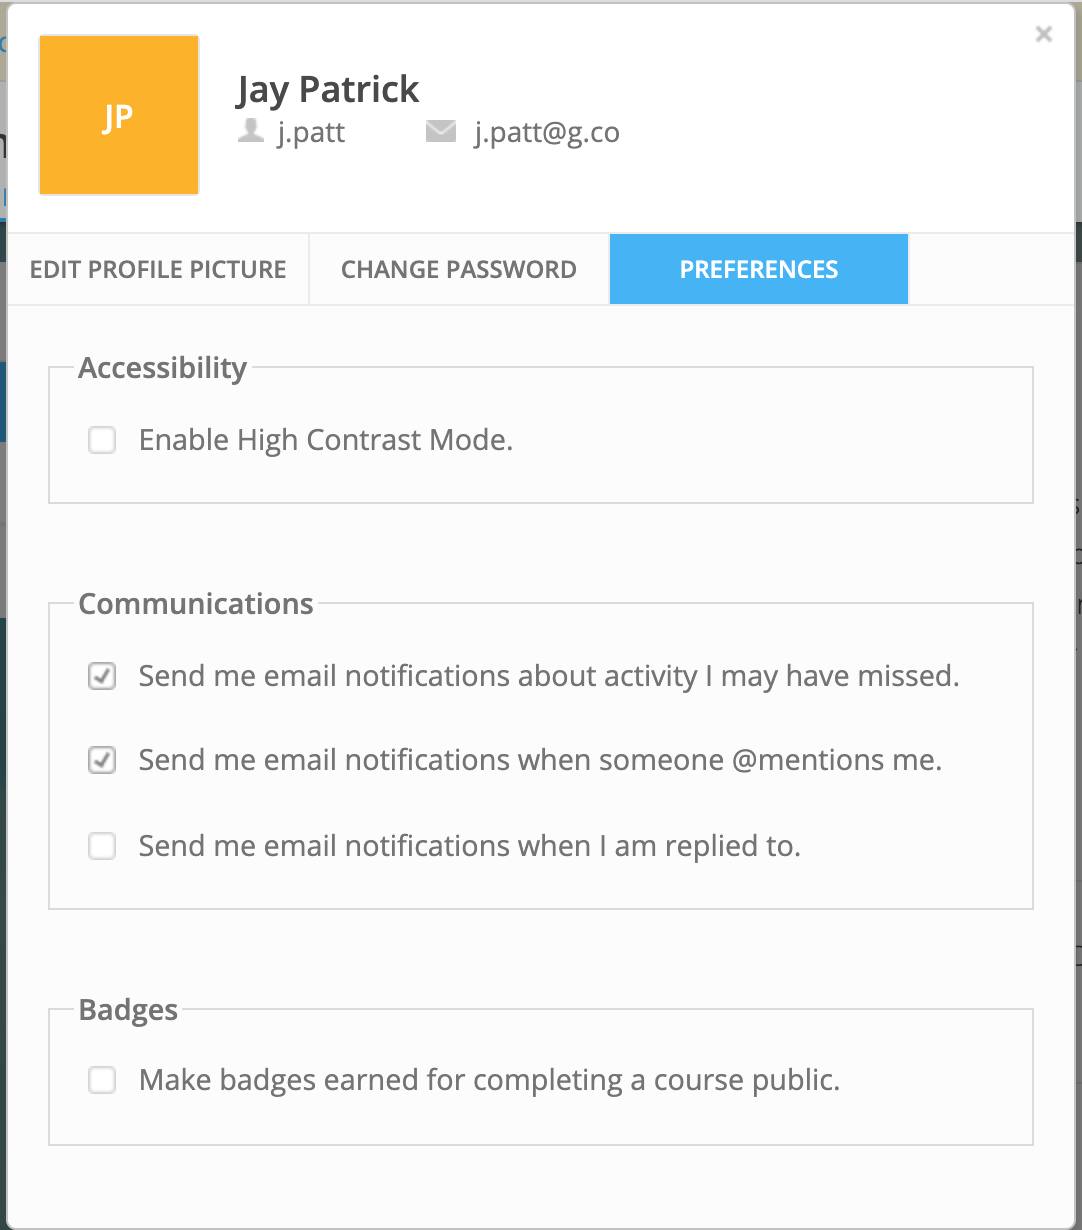 JP
Jay Patrick
j.patt j.patt@g.co
EDIT PROFILE PICTURE CHANGE PASSWORD PREFERENCES
Accessibility
Enable High Contrast Mode.
Communications
Send me email notifications about activity I may have missed.
Send me email notifications when someone @mentions me.
Send me email notifications when I am replied to.
Badges
Make badges earned for completing a course public.